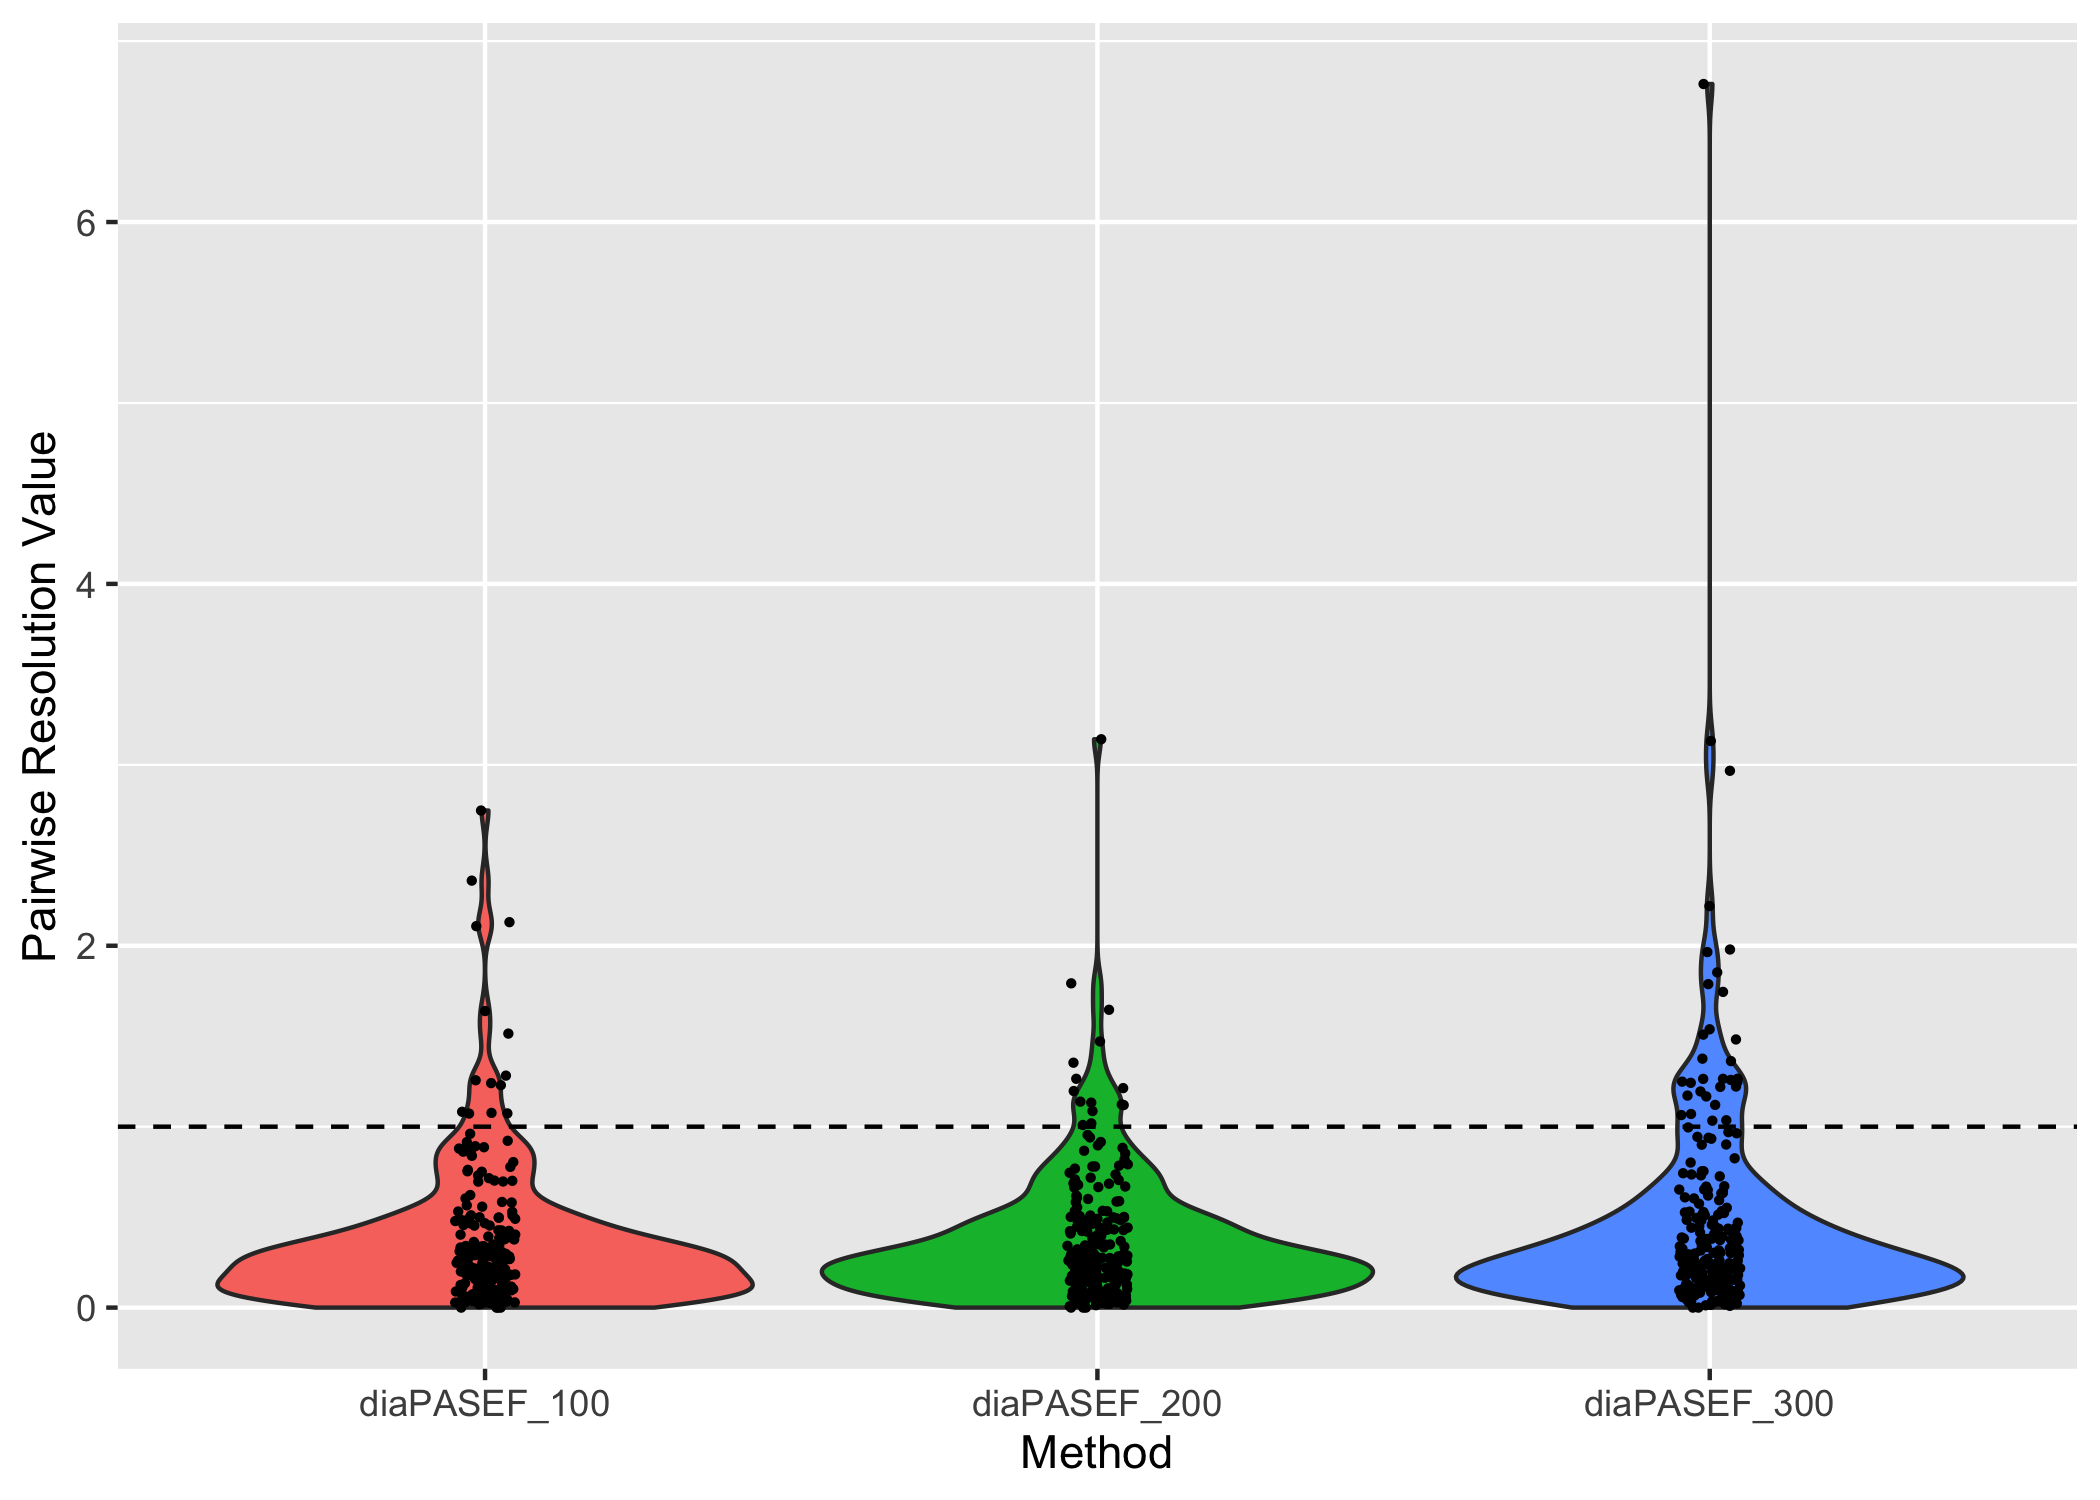 Pairwise Resolution Value
6
4
2
0
diaPASEF_100
diaPASEF_200
diaPASEF_300
Method